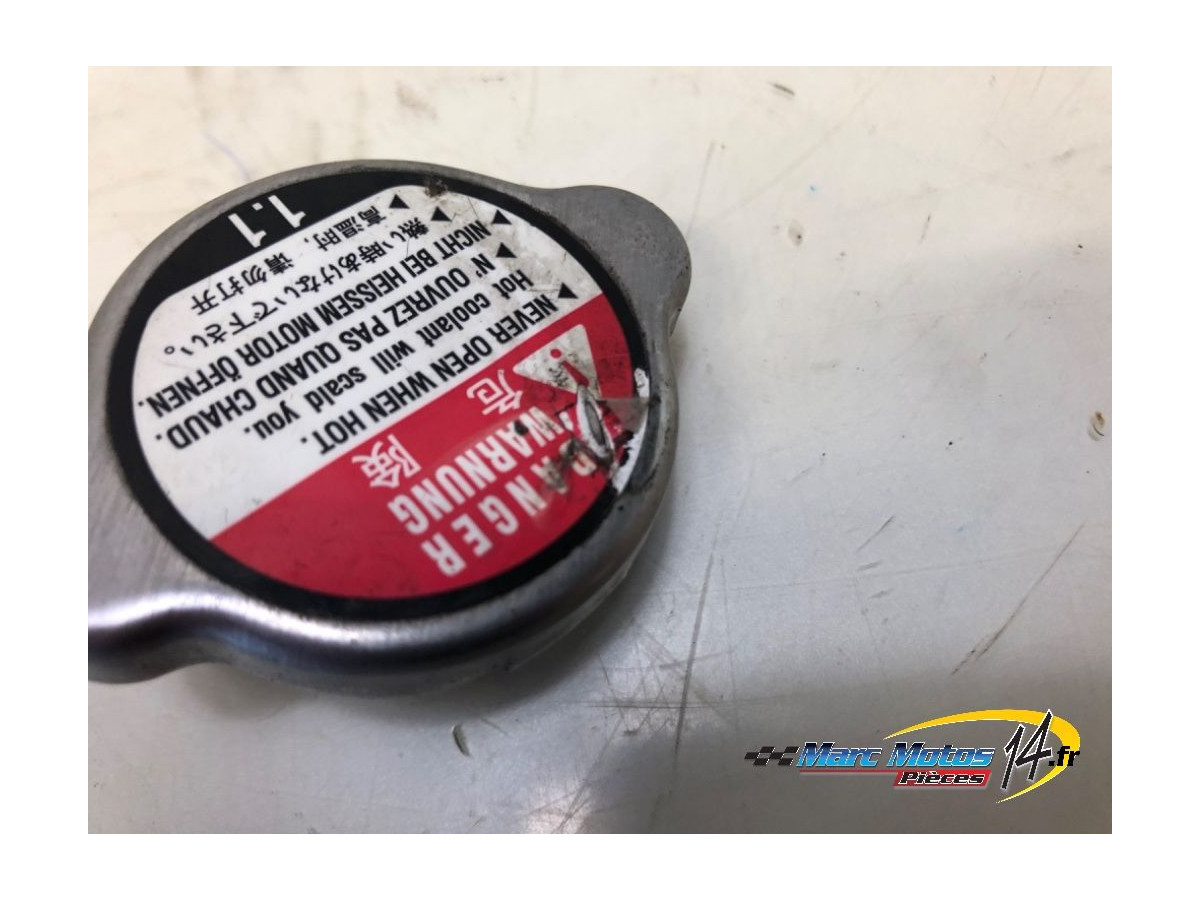 DANGER
WARNUNG
危険
NEVER OPEN WHEN HOT.
Hot coolant will scald you.
N' OUVREZ PAS QUAND CHAUD.
NICHT BEI HEISSEM MOTOR ÖFFNEN.
熱い時あけないで下さい。
高温时, 请勿打开
1.1
Marc Motos 14.fr
Pièces